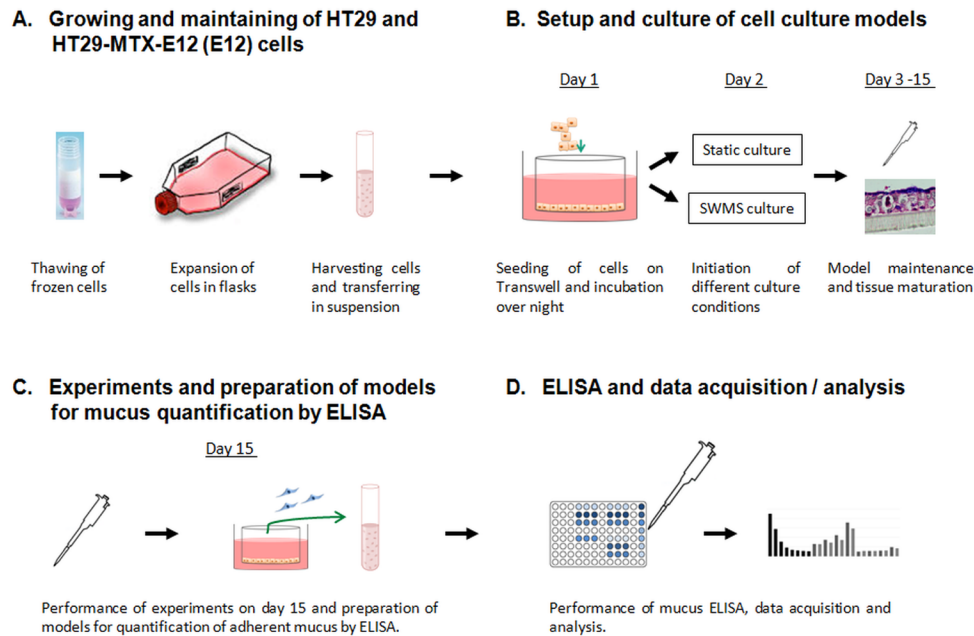 A. Growing and maintaining of HT29 and
HT29-MTX-E12 (E12) cells
Thawing of
frozen cells
Expansion of
cells in flasks
Harvesting cells
and transferring
in suspension
B. Setup and culture of cell culture models
Day 1
Day 2
Day 3 -15
Static culture
SWMS culture
Seeding of cells on
Transwell and incubation
over night
Initiation of
different culture
conditions
Model maintenance
and tissue maturation
C. Experiments and preparation of models
for mucus quantification by ELISA
Day 15
Performance of experiments on day 15 and preparation of
models for quantification of adherent mucus by ELISA.
D. ELISA and data acquisition / analysis
Performance of mucus ELISA, data acquisition and
analysis.